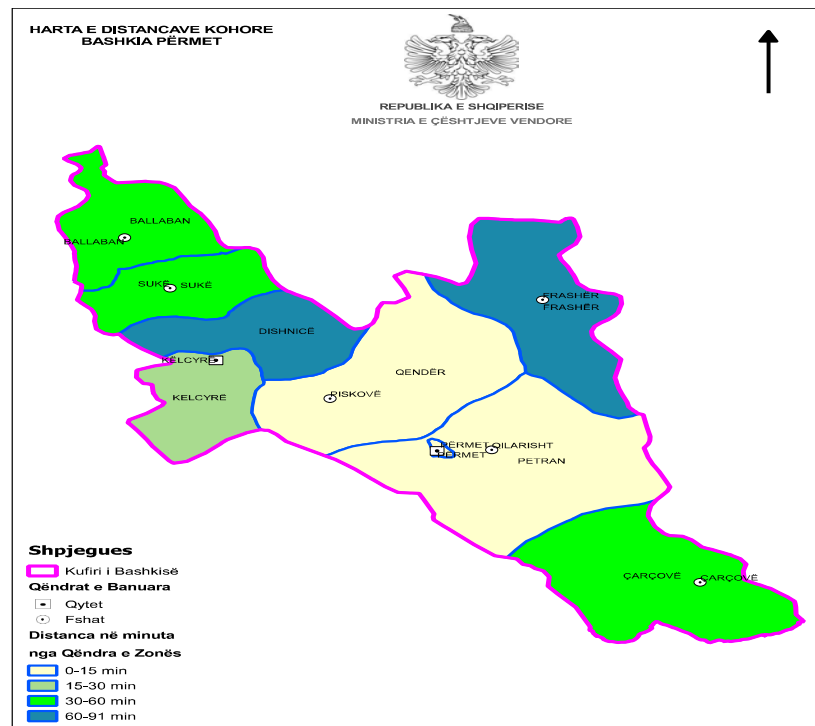 HARTA E DISTANCAVE KOHORE
BASHKIA PËRMET
REPUBLIKA E SHQIPERISE
MINISTRIA E ÇËSHTJEVE VENDORE
BALLABAN
BALLABAN
SUKË
SUKË
DISHNICË
FRASHËR
FRASHËR
KËLCYRË
KELCYRË
QENDËR
PISKOVË
PËRMET
QILARISHT
PËRMET
PETRAN
ÇARÇOVË
ÇARÇOVË
Shpjegues
Kufiri i Bashkisë
Qëndrat e Banuara
Qytet
Fshat
Distanca në minuta
nga Qëndra e Zonës
0-15 min
15-30 min
30-60 min
60-91 min